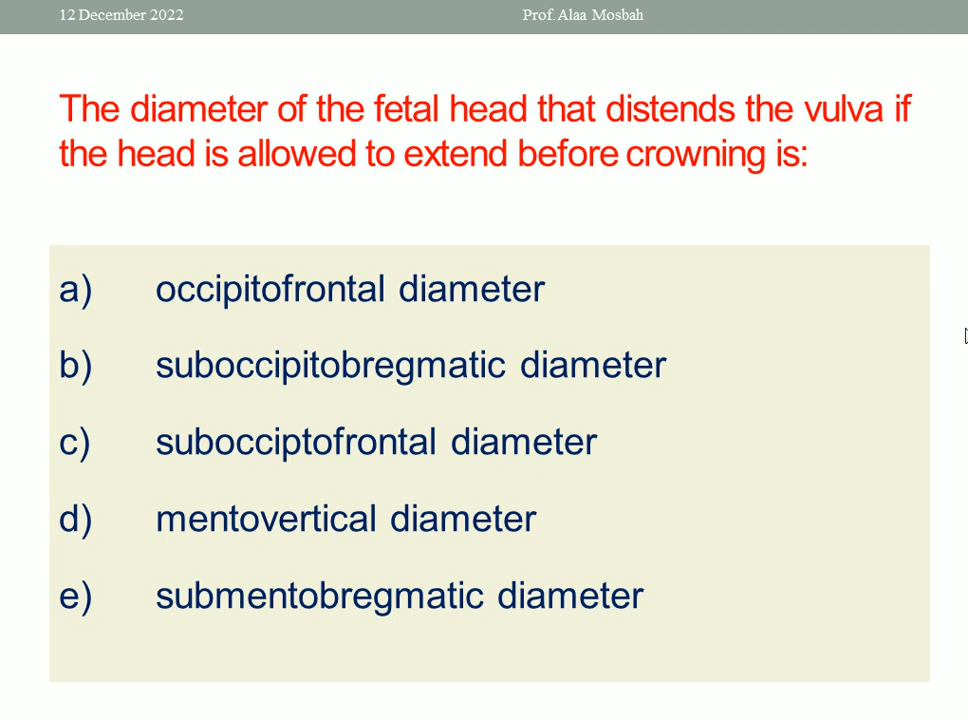 12 December 2022 Prof. Alaa Mosbah
The diameter of the fetal head that distends the vulva if
the head is allowed to extend before crowning is:
a) occipitofrontal diameter
b) suboccipitobregmatic diameter
c) subocciptofrontal diameter
d) mentovertical diameter
e) submentobregmatic diameter